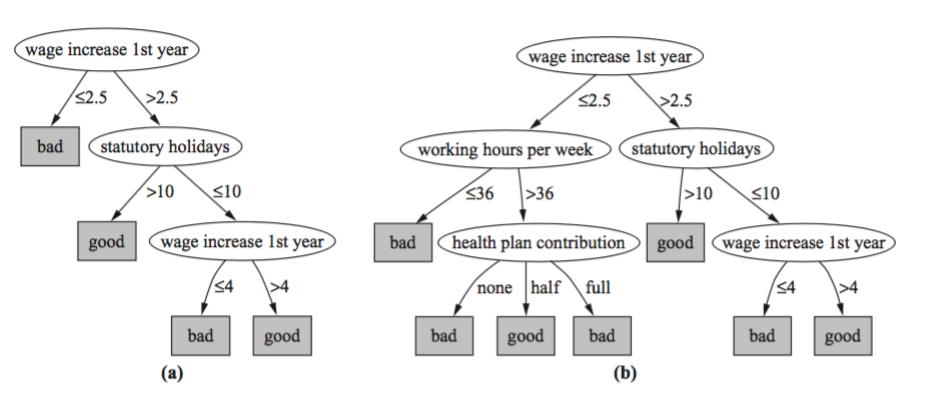 wage increase 1st year
≤2.5 >2.5
bad statutory holidays
>10 ≤10
good wage increase 1st year
≤4 >4
bad good
(a)
wage increase 1st year
≤2.5 >2.5
working hours per week statutory holidays
≤36 >36 >10 ≤10
bad health plan contribution good wage increase 1st year
none half full ≤4 >4
bad good bad bad good
(b)